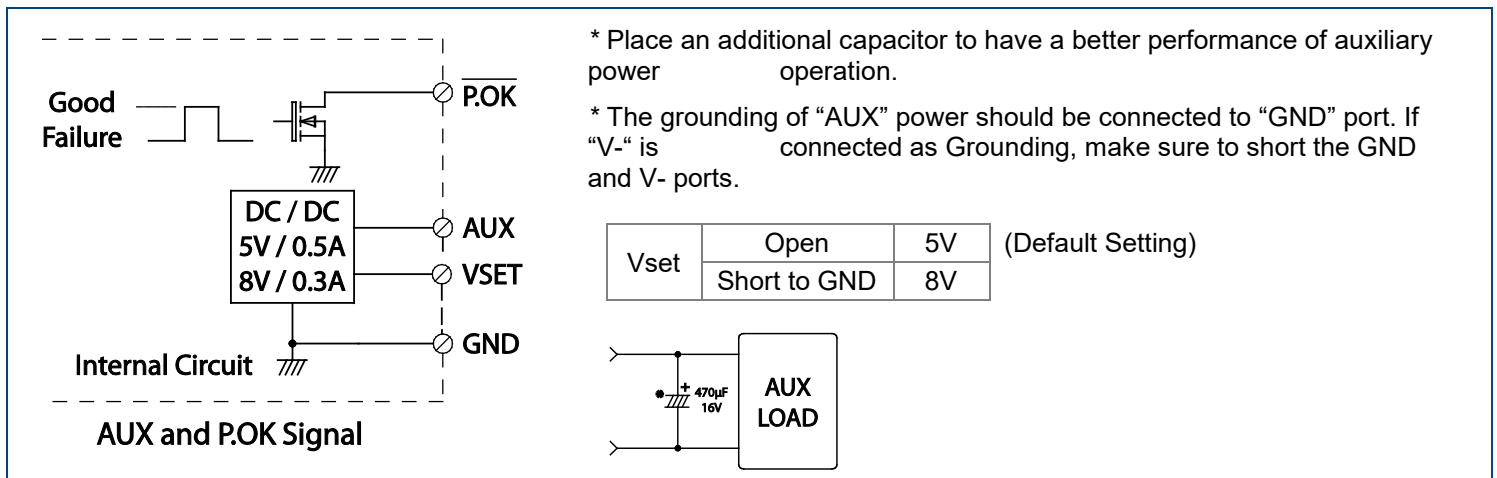 Good
Failure
P.OK
DC / DC
5V / 0.5A
8V / 0.3A
AUX
VSET
GND
Internal Circuit
AUX and P.OK Signal
* Place an additional capacitor to have a better performance of auxiliary
power operation.
* The grounding of “AUX” power should be connected to “GND” port. If
“V-“ is connected as Grounding, make sure to short the GND
and V- ports.
Vset Open 5V (Default Setting)
Short to GND 8V
* + 470µF
16V
AUX
LOAD